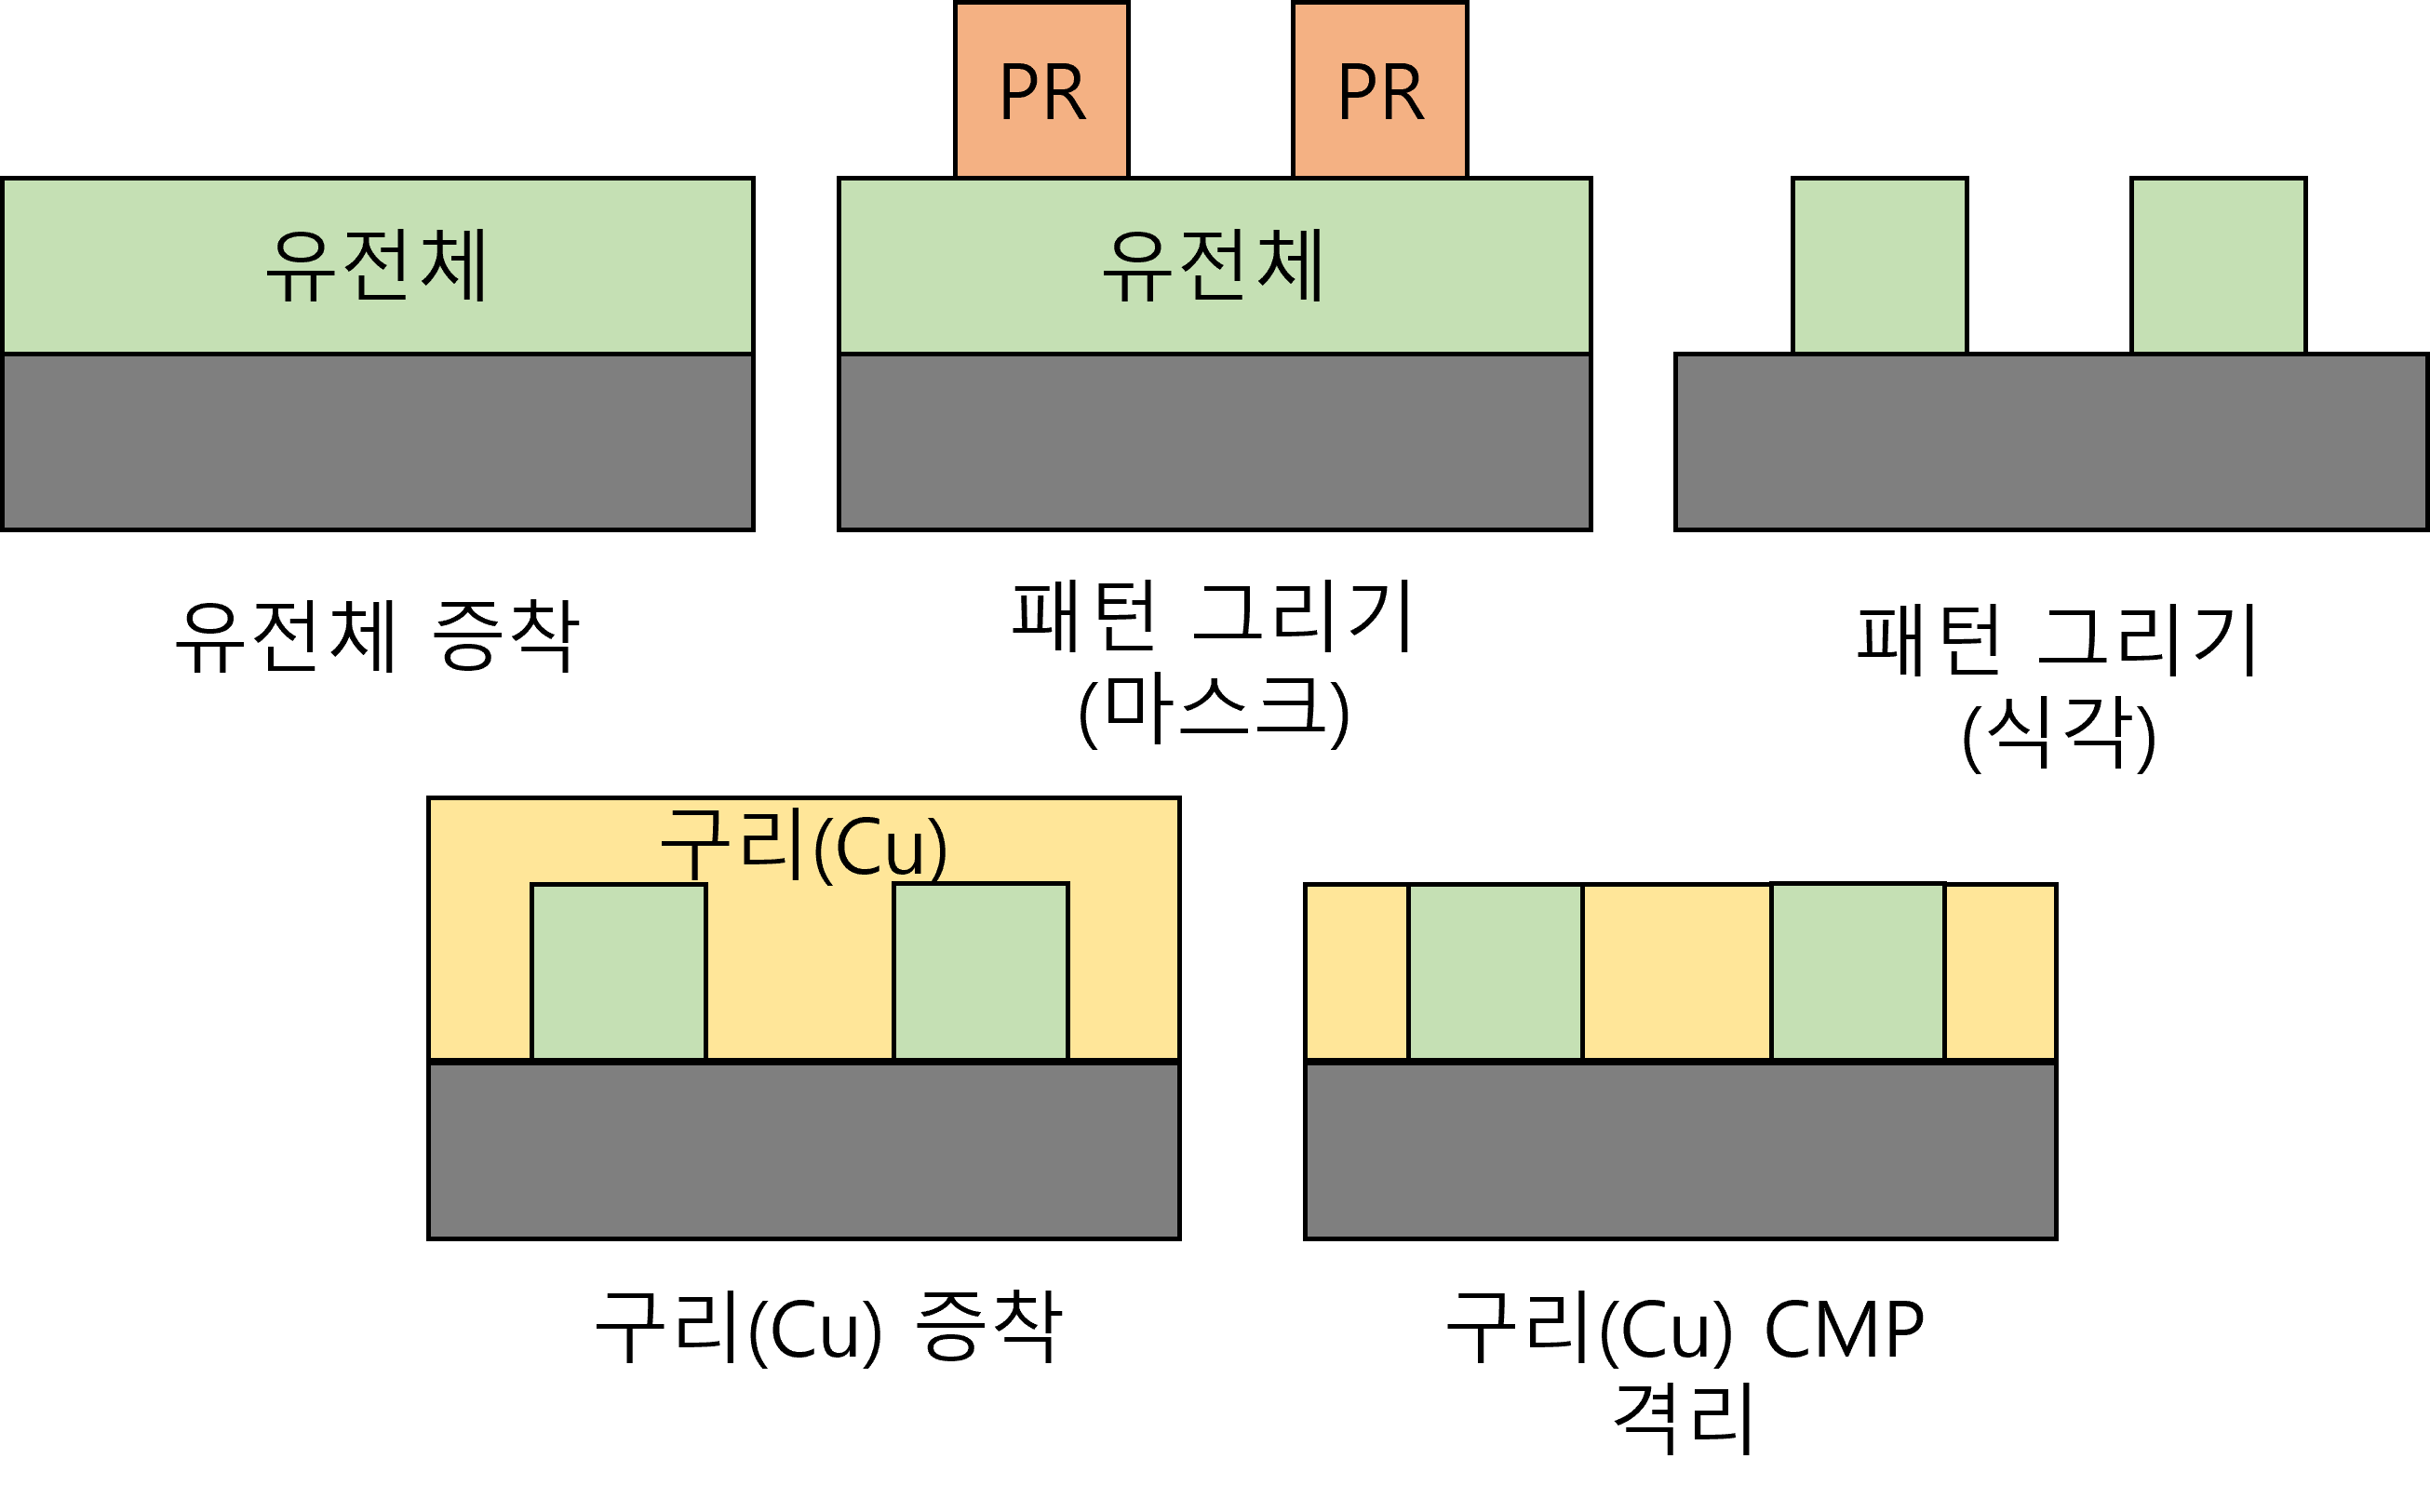 PR
PR
유전체
유전체
유전체 증착
패턴 그리기
(마스크)
패턴 그리기
(식각)
구리(Cu)
구리(Cu) 증착
구리(Cu) CMP
격리